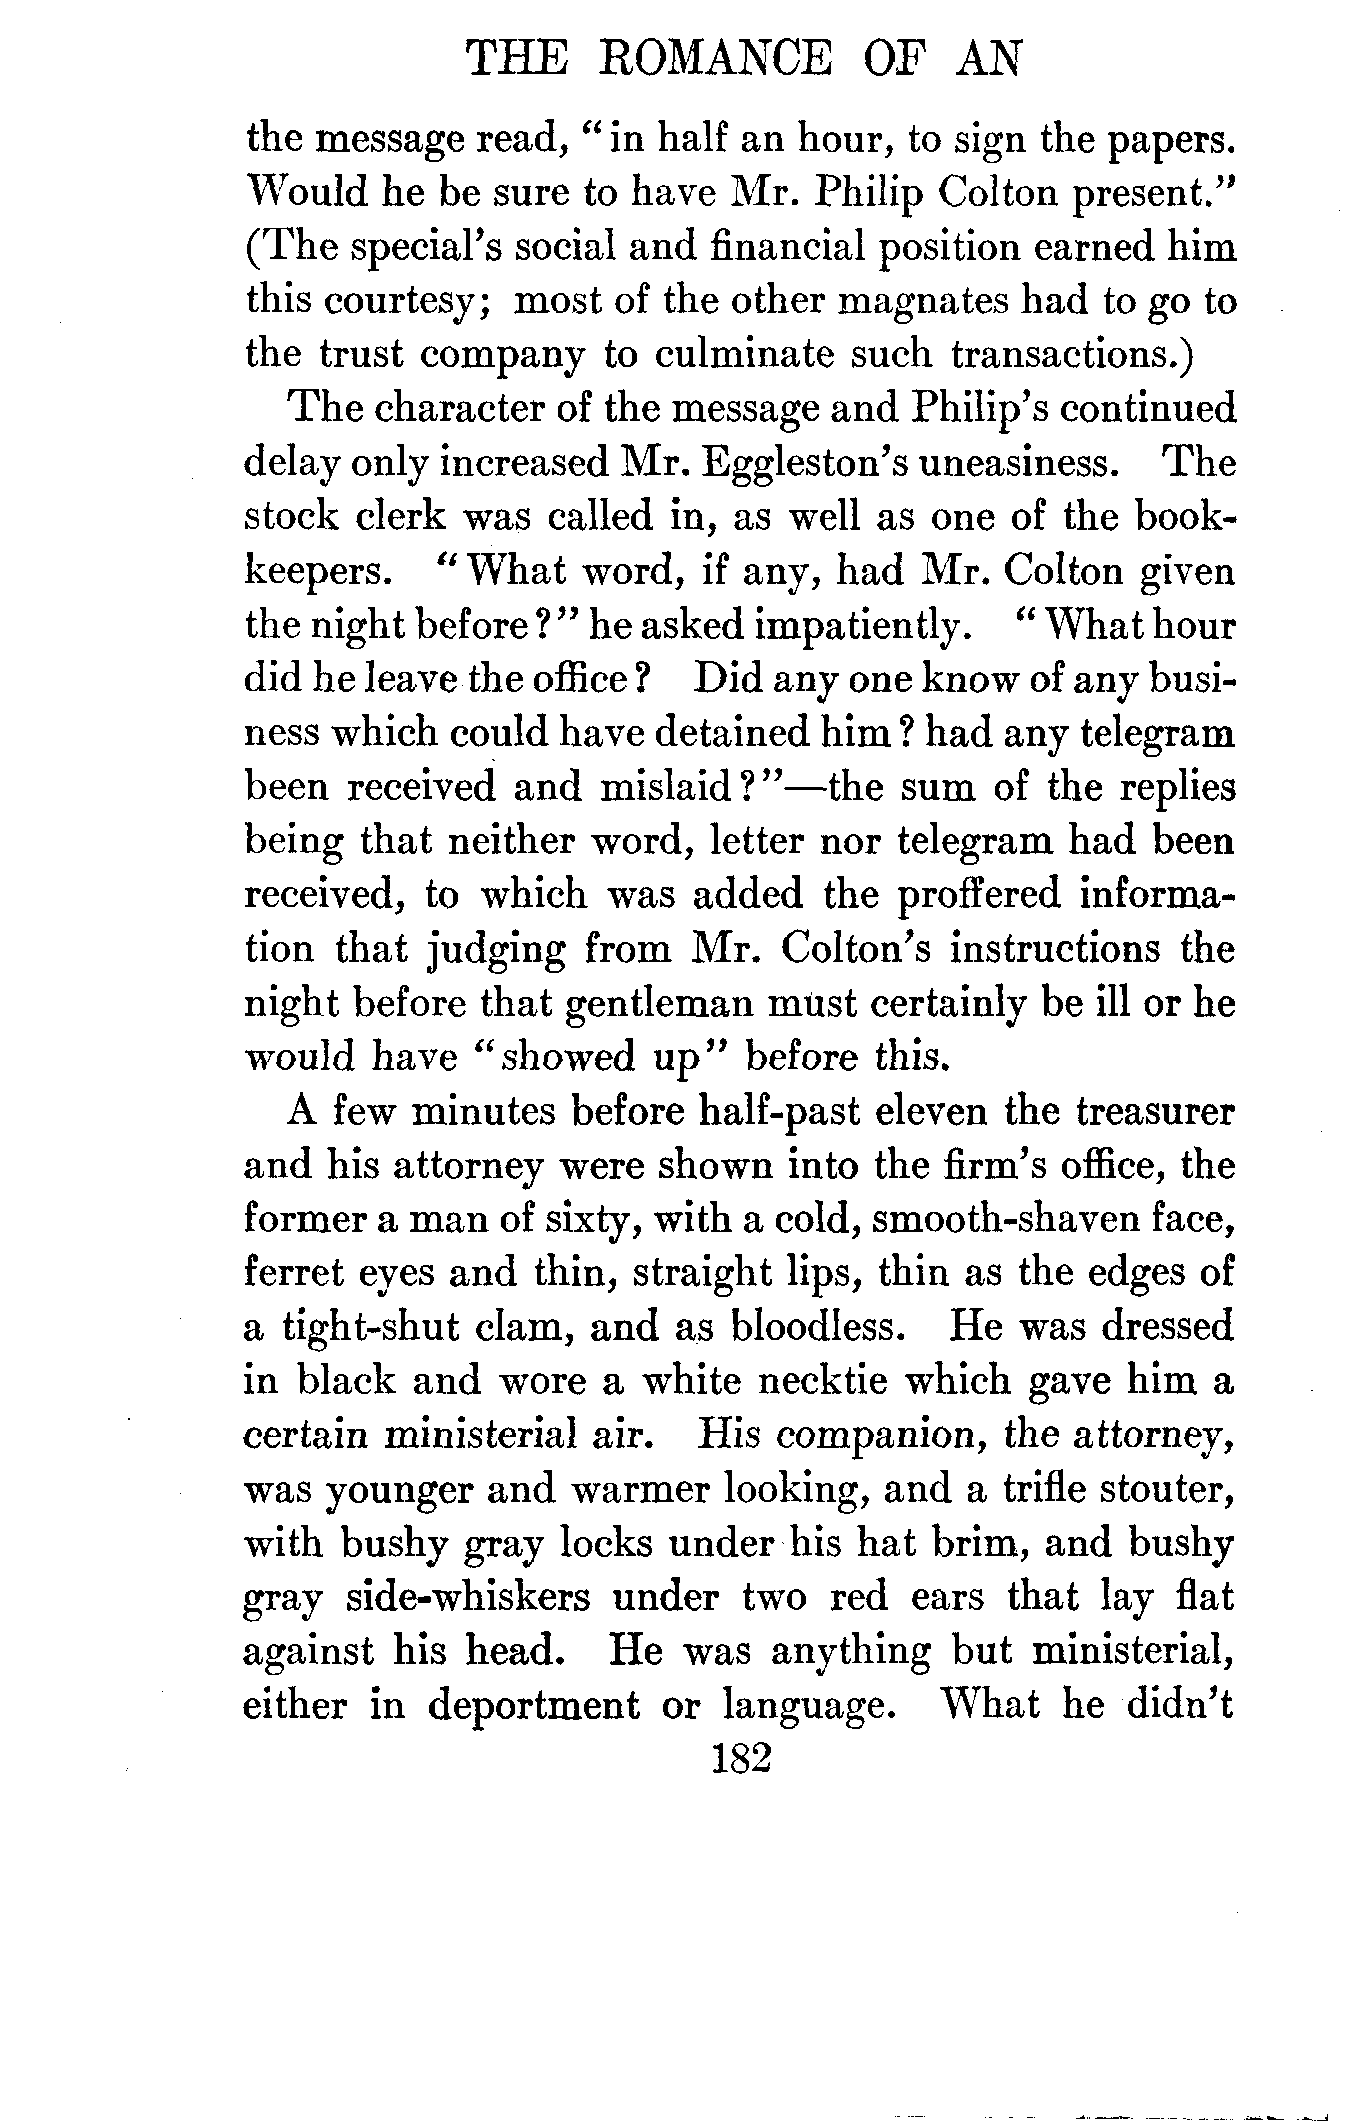 THE ROMANCE OF AN
the message read, "in half an hour, to sign the papers.
Would he be sure to have Mr. Philip Colton present."
(The special's social and financial position earned him
this courtesy; most of the other magnates had to go to
the trust company to culminate such transactions.)
The character of the message and Philip's continued
delay only increased Mr. Eggleston's uneasiness. The
stock clerk was called in, as well as one of the book-
keepers. "What word, if any, had Mr. Colton given
the night before?" he asked impatiently. "What hour
did he leave the office? Did any one know of any busi-
ness which could have detained him? had any telegram
been received and mislaid?"—the sum of the replies
being that neither word, letter nor telegram had been
received, to which was added the proffered informa-
tion that judging from Mr. Colton's instructions the
night before that gentleman must certainly be ill or he
would have "showed up" before this.
A few minutes before half-past eleven the treasurer
and his attorney were shown into the firm's office, the
former a man of sixty, with a cold, smooth-shaven face,
ferret eyes and thin, straight lips, thin as the edges of
a tight-shut clam, and as bloodless. He was dressed
in black and wore a white necktie which gave him a
certain ministerial air. His companion, the attorney,
was younger and warmer looking, and a trifle stouter,
with bushy gray locks under his hat brim, and bushy
gray side-whiskers under two red ears that lay flat
against his head. He was anything but ministerial,
either in deportment or language. What he didn't
182